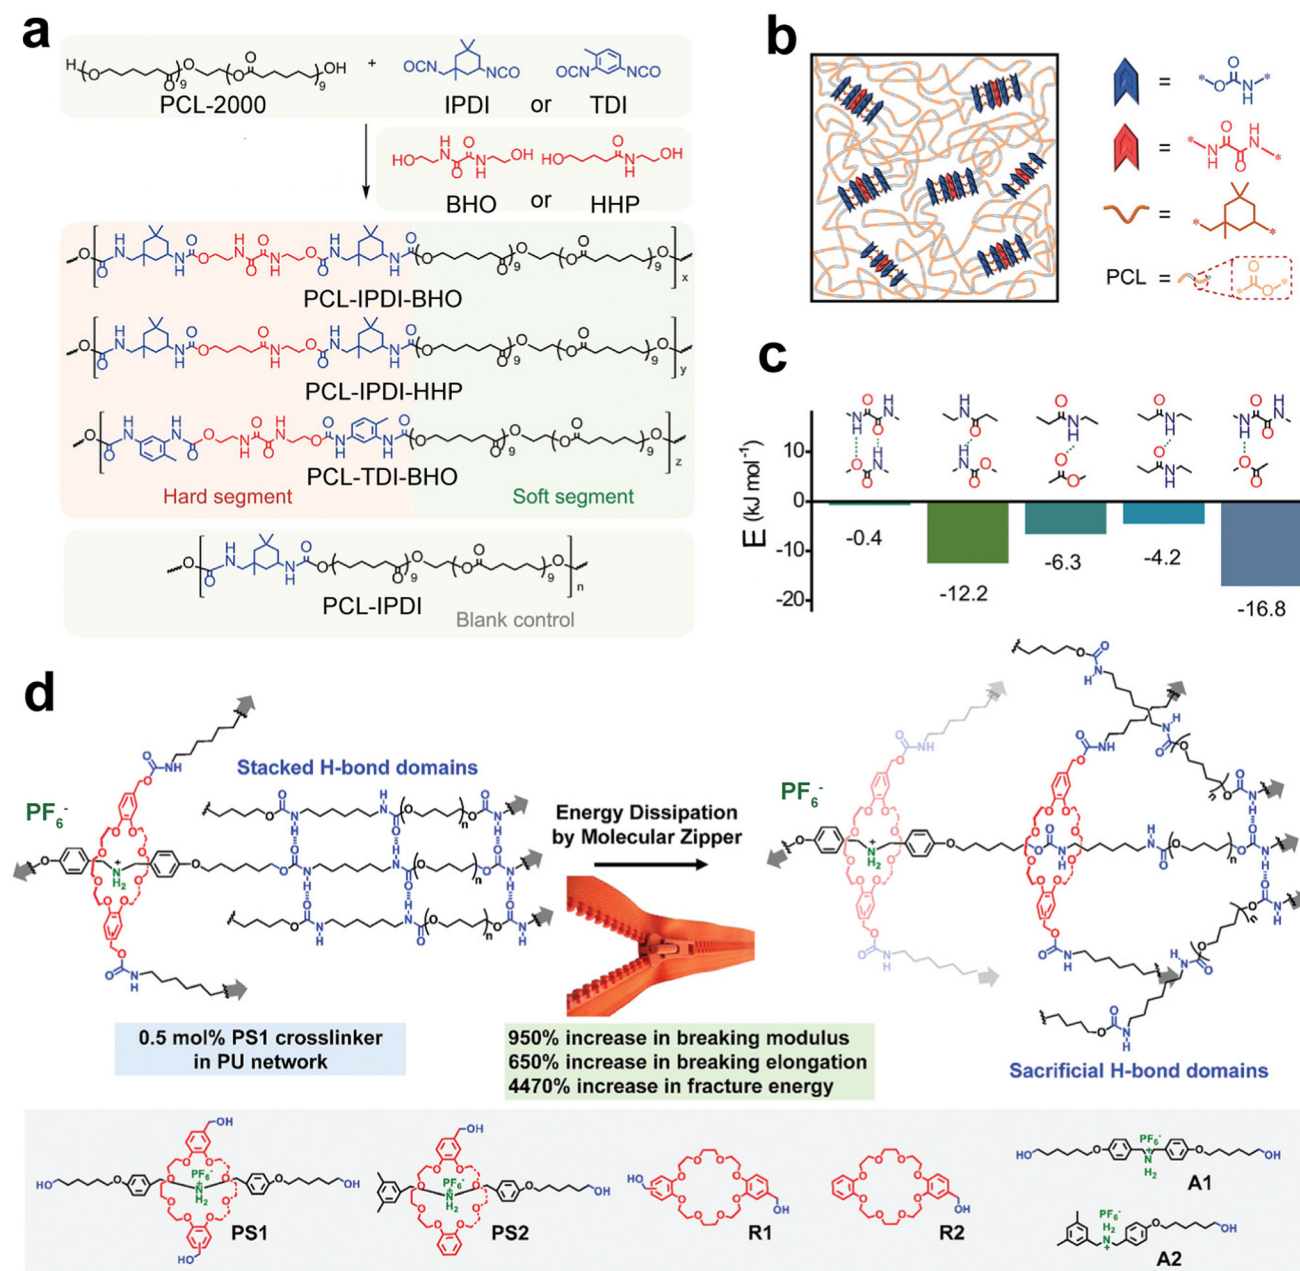 a
PCL-2000 + IPDI or TDI
BHO or HHP
PCL-IPDI-BHO
PCL-IPDI-HHP
PCL-TDI-BHO
Hard segment Soft segment
PCL-IPDI
Blank control
b
=
=
=
PCL =
c
E (kJ mol⁻¹)
10
0
-10
-20
-0.4
-12.2
-6.3
-4.2
-16.8
d
PF₆⁻
Stacked H-bond domains
Energy Dissipation
by Molecular Zipper
PF₆⁻
0.5 mol% PS1 crosslinker
in PU network
950% increase in breaking modulus
650% increase in breaking elongation
4470% increase in fracture energy
Sacrificial H-bond domains
PS1
PS2
R1
R2
A1
A2